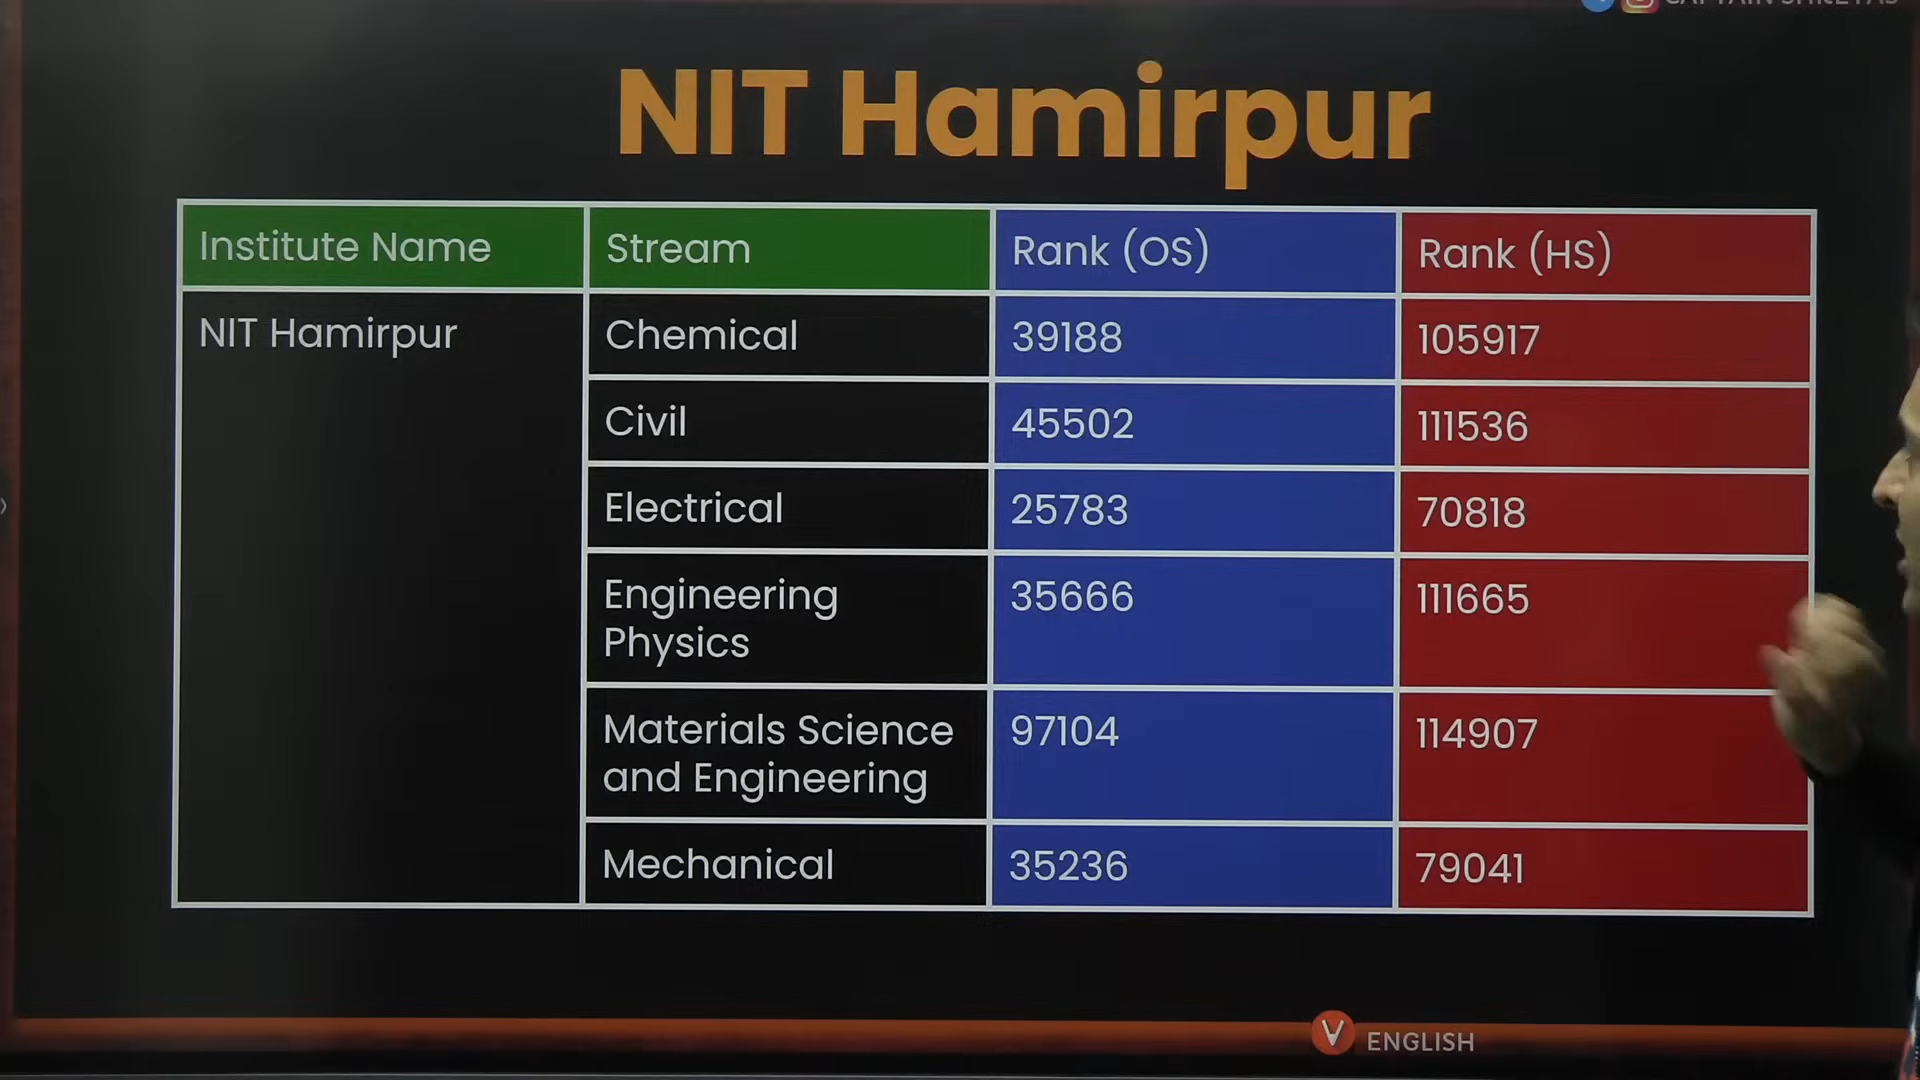 NIT Hamirpur
Institute Name Stream Rank (OS) Rank (HS)
NIT Hamirpur Chemical 39188 105917
Civil 45502 111536
Electrical 25783 70818
Engineering 35666 111665
Physics
Materials Science 97104 114907
and Engineering
Mechanical 35236 79041
V ENGLISH